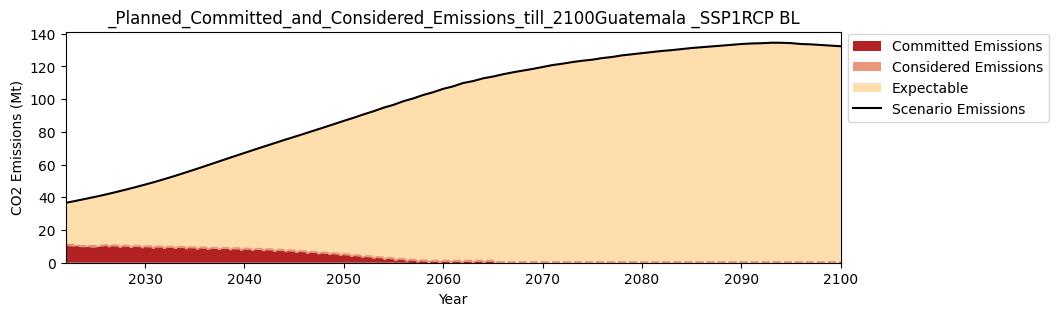 _Planned_Committed_and_Considered_Emissions_till_2100Guatemala _SSP1RCP BL
140
120
100
80
60
40
20
0
CO2 Emissions (Mt)
2030 2040 2050 2060 2070 2080 2090 2100
Year
Committed Emissions
Considered Emissions
Expectable
Scenario Emissions